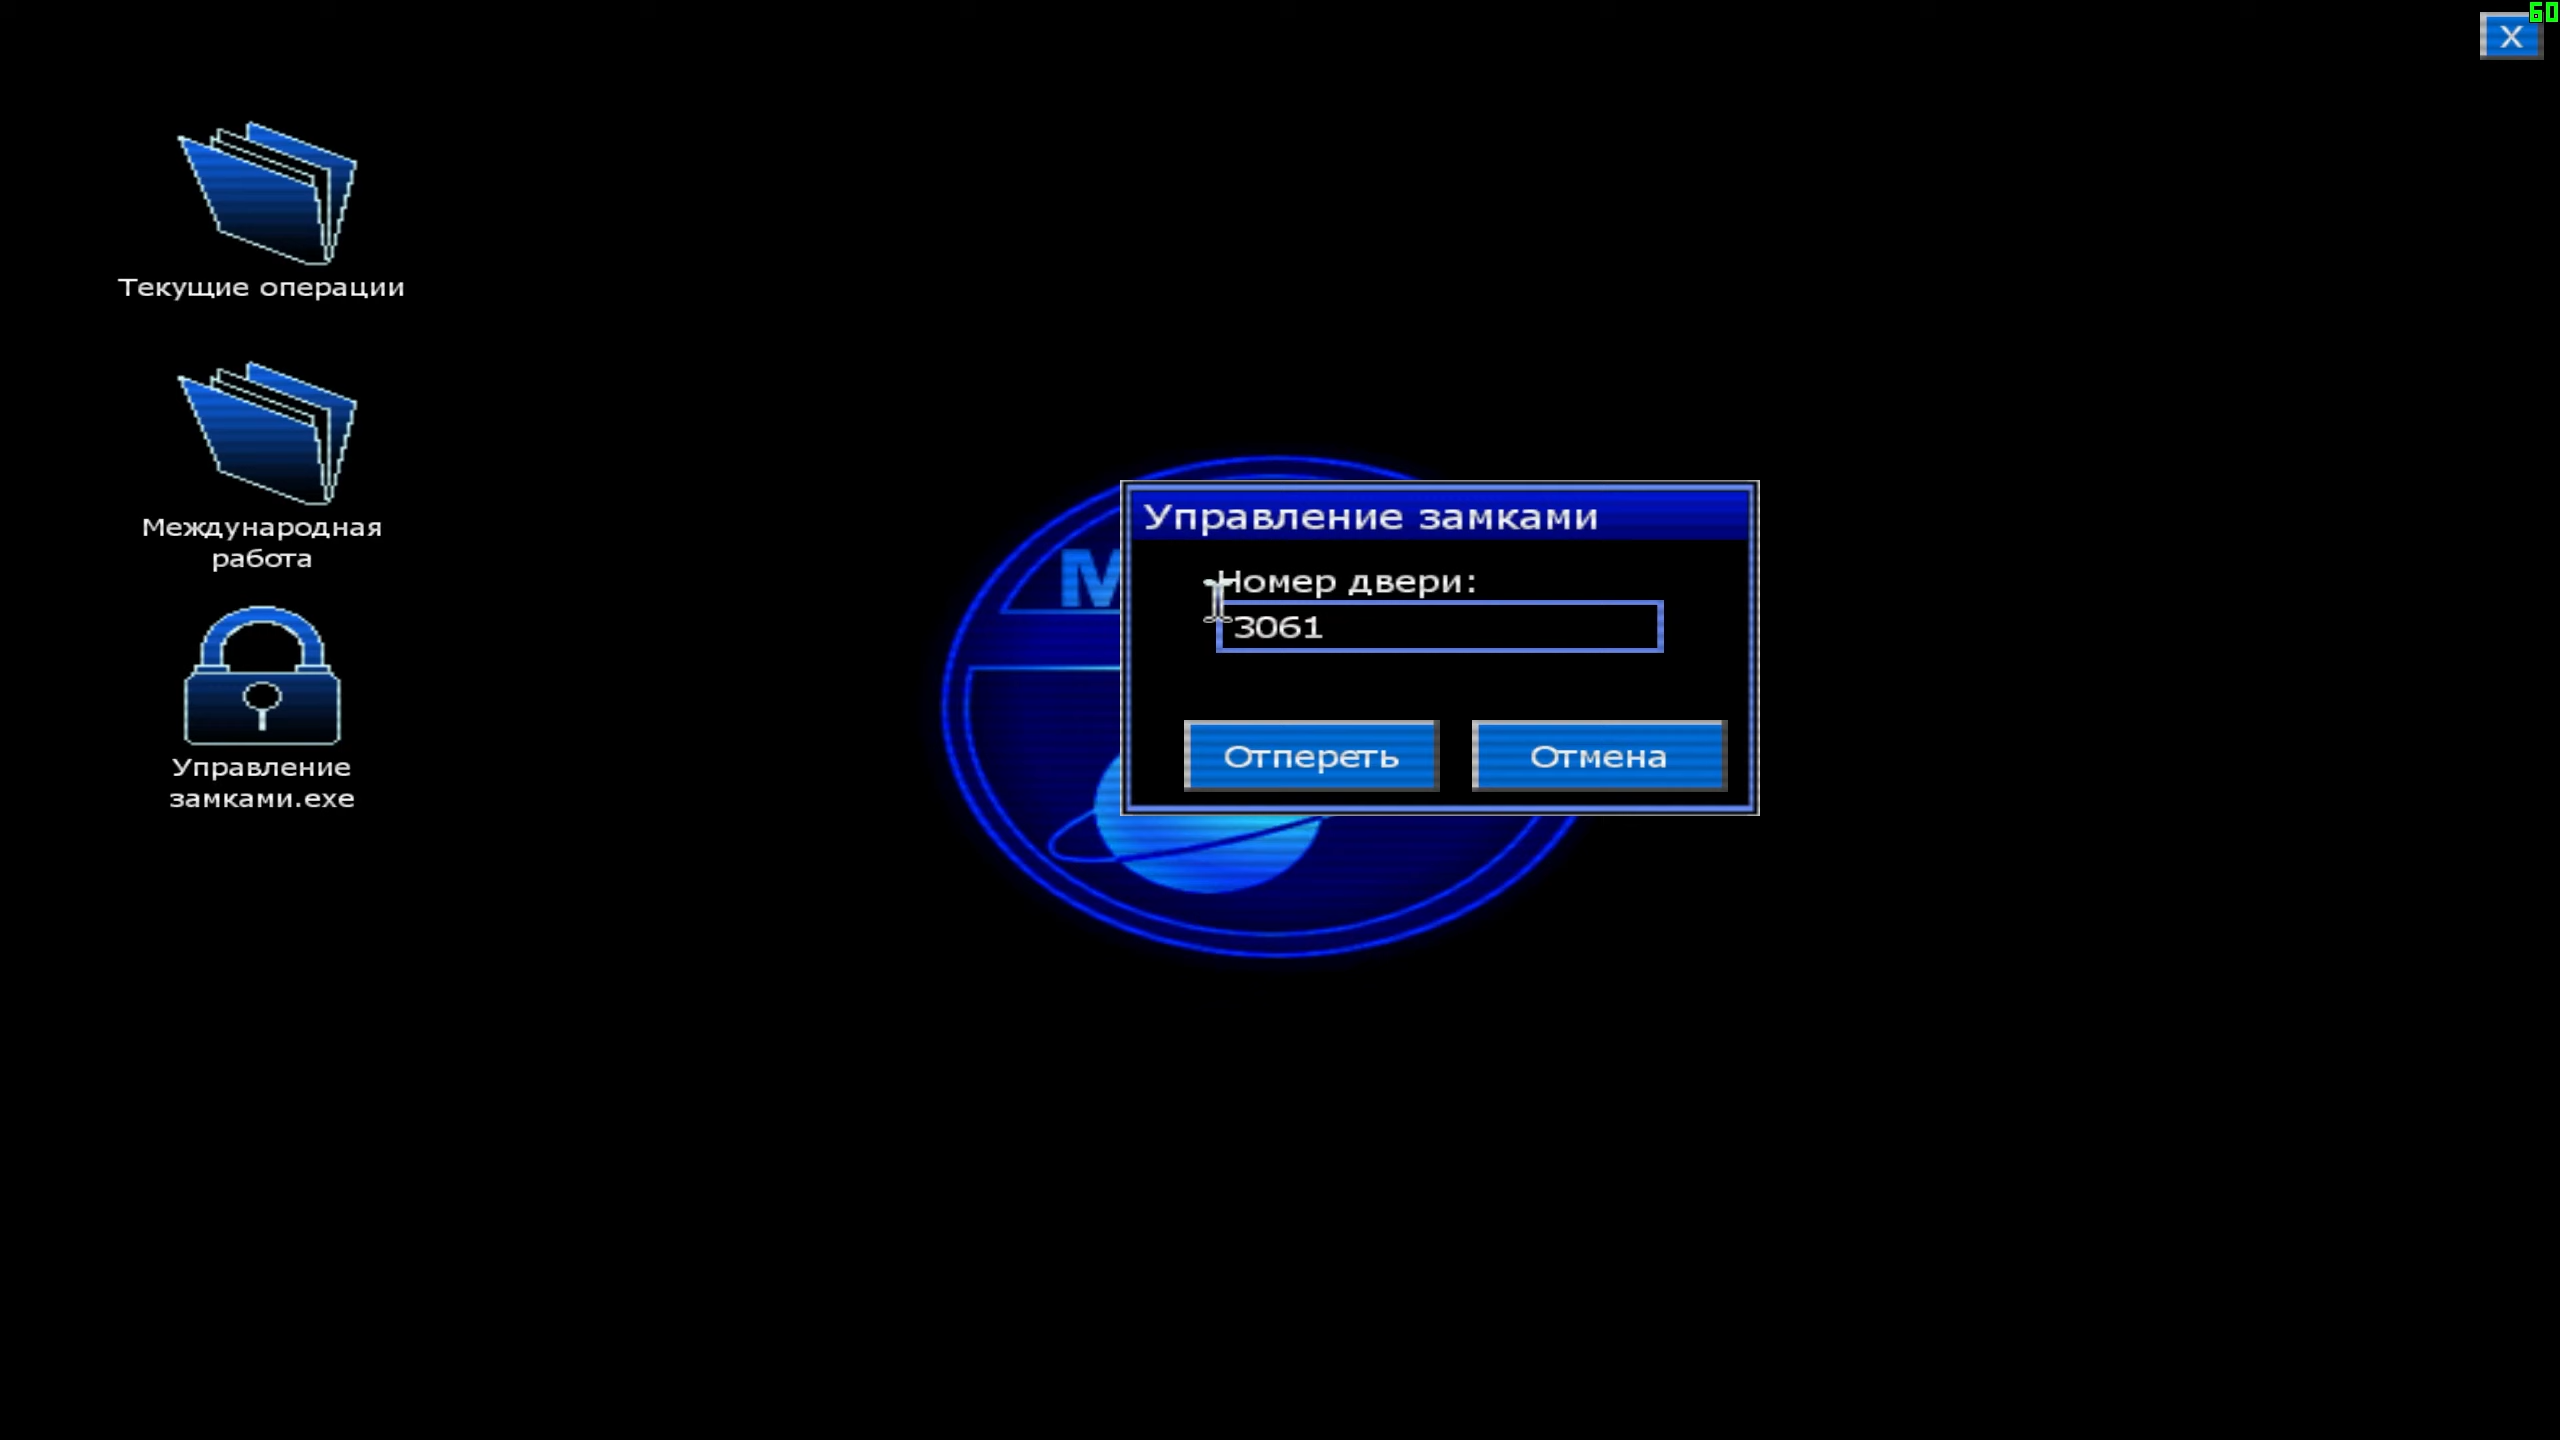 60
X
Текущие операции
Международная
работа
Управление
замками.exe
M
Управление замками
Номер двери:
3061
Отпереть
Отмена